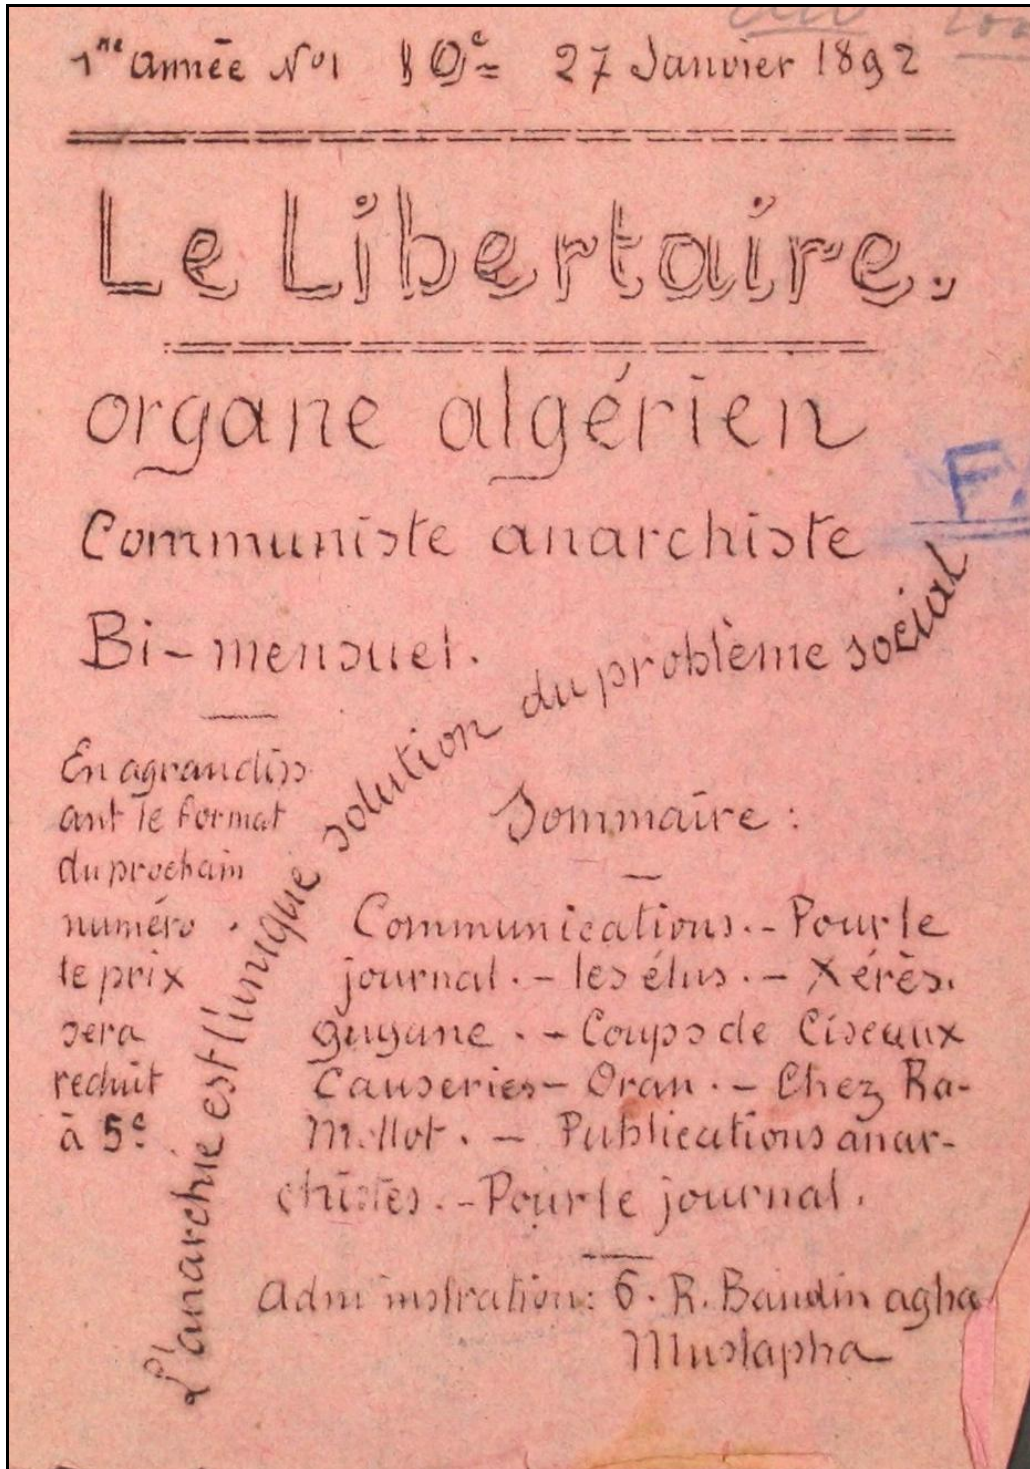 1re année No 1 10c 27 Janvier 1892
Le Libertaire.
organe algérien
Communiste anarchiste
Bi-mensuel.
L'anarchie est l'unique solution du problème social
En agrandiss
ant le format
du prochain
numéro
le prix
sera
reduit
à 5c.
Sommaire :
Communications. - Pour le
journal. - les élus. - Xérès.
guyane. - Coups de Ciseaux
Causeries - Oran. - Chez Ra-
Mollot. - Publications anar-
chistes. - Pour le journal.
Administration: 6. R. Baudin agha
Mustapha
F.